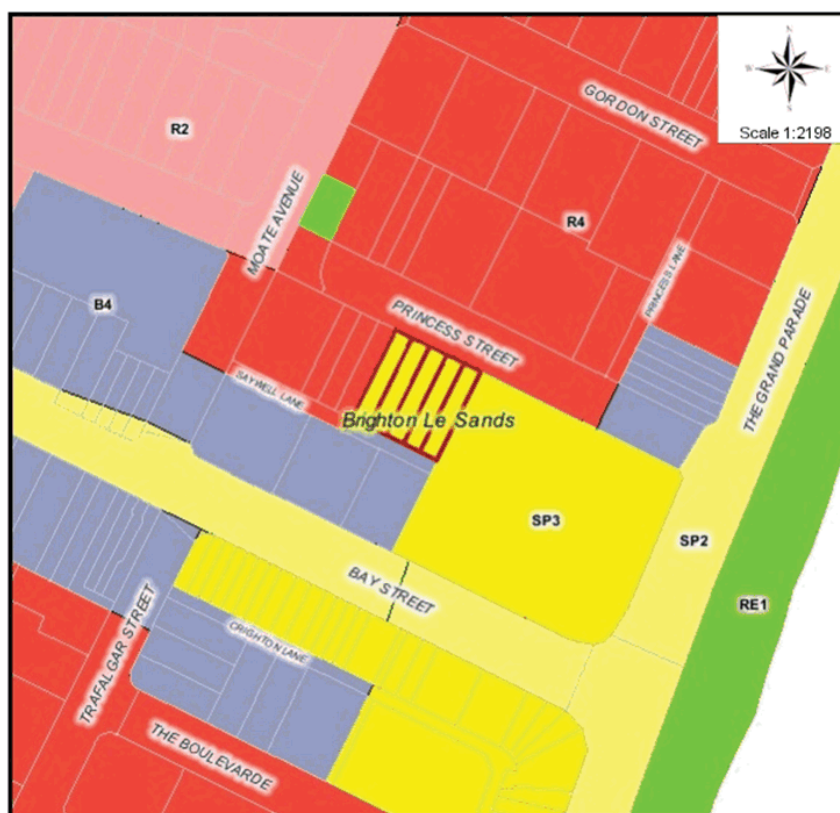 N
W
E
S
Scale 1:2198
GORDON STREET
R2
MOATE AVENUE
R4
PRINCESS LANE
B4
PRINCESS STREET
THE GRAND PARADE
SAYWELL LANE
Brighton Le Sands
SP3
SP2
BAY STREET
RE1
TRAFALGAR STREET
CRIGHTON LANE
THE BOULEVARDE